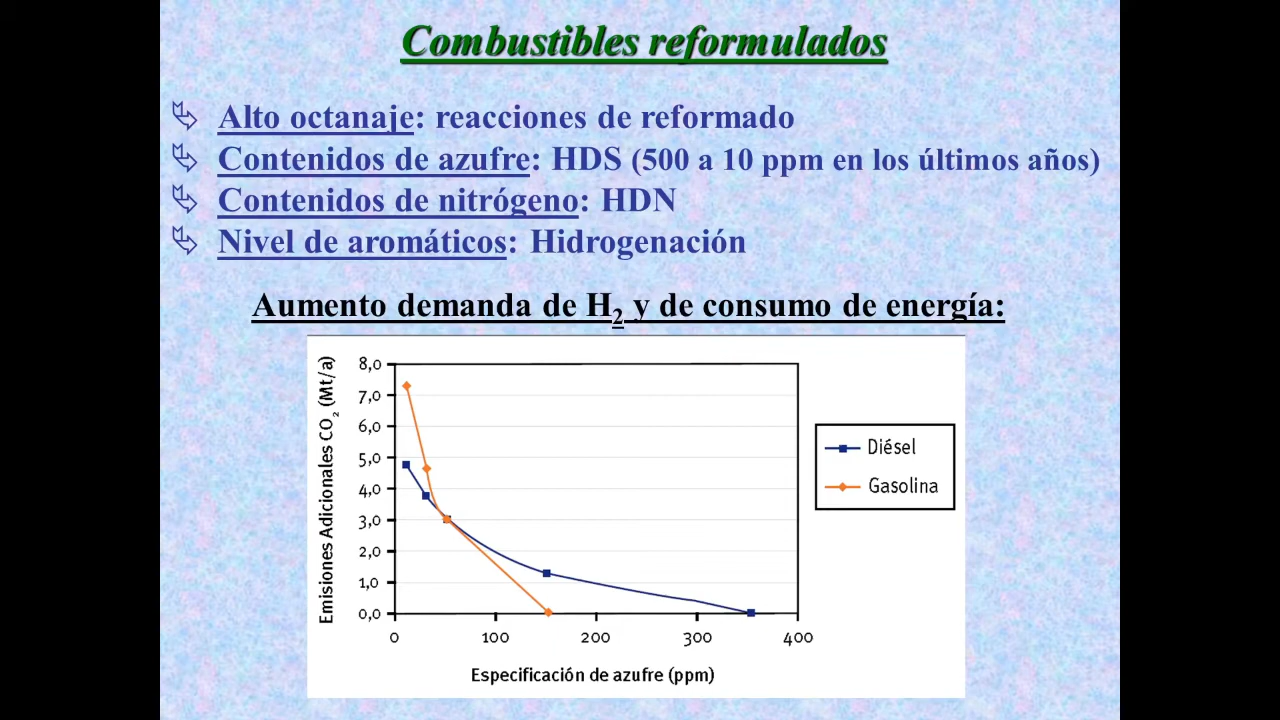 Combustibles reformulados
Alto octanaje: reacciones de reformado
Contenidos de azufre: HDS (500 a 10 ppm en los últimos años)
Contenidos de nitrógeno: HDN
Nivel de aromáticos: Hidrogenación
Aumento demanda de H₂ y de consumo de energía:
Emisiones Adicionales CO₂ (Mt/a)
8,0
7,0
6,0
5,0
4,0
3,0
2,0
1,0
0,0
0 100 200 300 400
Especificación de azufre (ppm)
Diésel
Gasolina